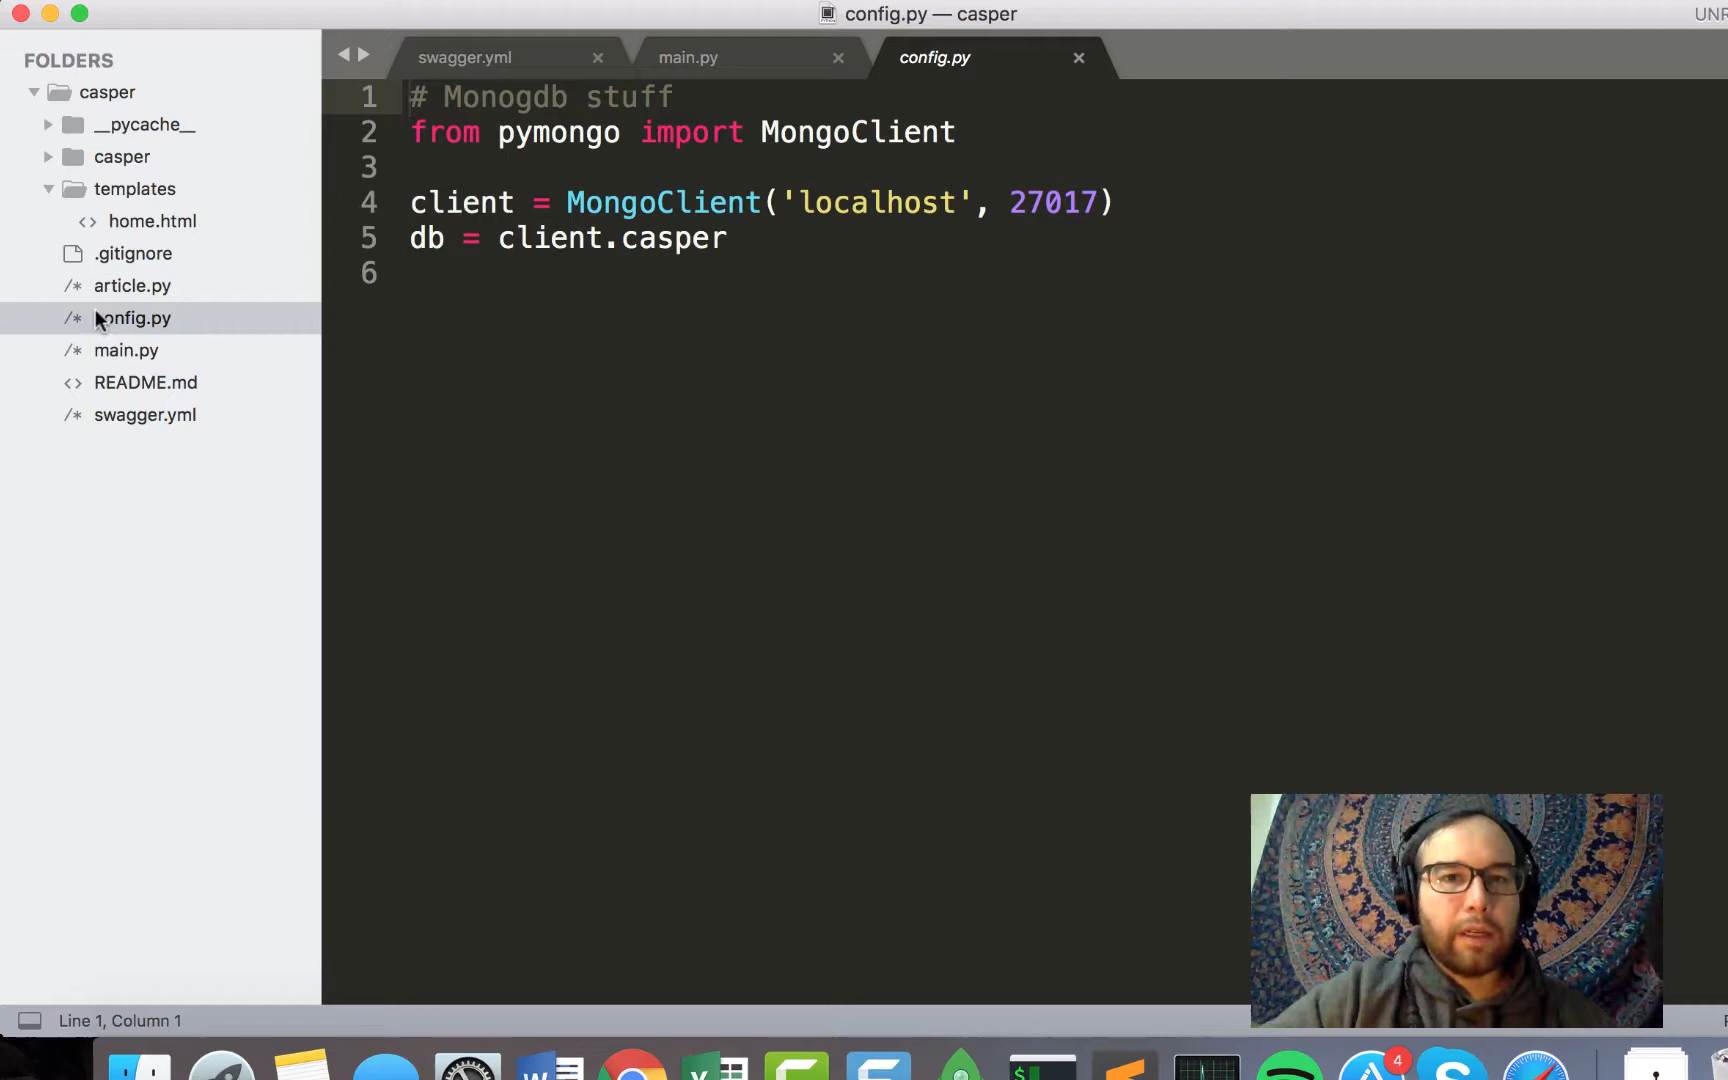 config.py — casper
UNR
FOLDERS
casper
__pycache__
casper
templates
home.html
.gitignore
article.py
config.py
main.py
README.md
swagger.yml
swagger.yml
main.py
config.py
1 # Monogdb stuff
2 from pymongo import MongoClient
3
4 client = MongoClient('localhost', 27017)
5 db = client.casper
6
Line 1, Column 1
4